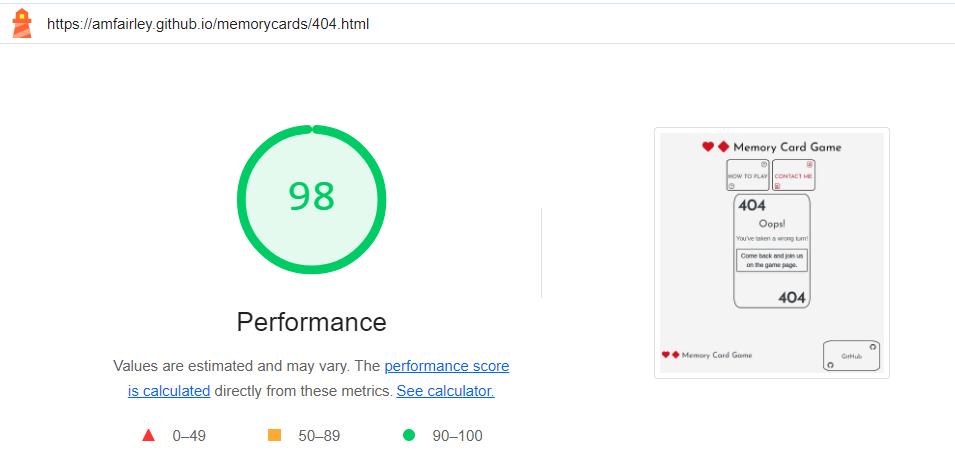 https://amfairley.github.io/memorycards/404.html
98
Performance
Values are estimated and may vary. The performance score
is calculated directly from these metrics. See calculator.
0–49
50–89
90–100
Memory Card Game
HOW TO PLAY
CONTACT ME
404
Oops!
You've taken a wrong turn!
Come back and join us
on the game page.
404
Memory Card Game
GitHub